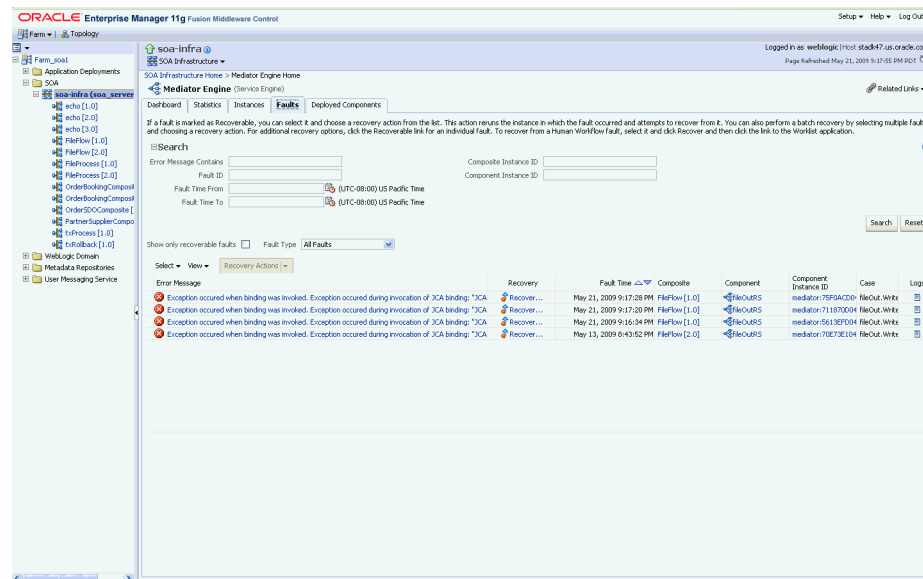 ORACLE Enterprise Manager 11g Fusion Middleware Control
Setup Help Log Out
Farm Topology
Farm_soa1
Application Deployments
SOA
soa-infra (soa_server
echo [1.0]
echo [2.0]
echo [3.0]
FileFlow [1.0]
FileFlow [2.0]
FileProcess [1.0]
FileProcess [2.0]
OrderBookingComposit
OrderBookingComposit
OrderSDOComposite [
PartnerSupplierCompo
txProcess [1.0]
txRollback [1.0]
WebLogic Domain
Metadata Repositories
User Messaging Service
soa-infra
Logged in as weblogic|Host stadk47.us.oracle.co
SOA Infrastructure
Page Refreshed May 21, 2009 9:17:55 PM PDT
SOA Infrastructure Home > Mediator Engine Home
Mediator Engine (Service Engine)
Related Links
Dashboard Statistics Instances Faults Deployed Components
If a fault is marked as Recoverable, you can select it and choose a recovery action from the list. This action reruns the instance in which the fault occurred and attempts to recover from it. You can also perform a batch recovery by selecting multiple fault
and choosing a recovery action. For additional recovery options, click the Recoverable link for an individual fault. To recover from a Human Workflow fault, select it and click Recover and then click the link to the Worklist application.
Search
Error Message Contains Composite Instance ID
Fault ID Component Instance ID
Fault Time From (UTC-08:00) US Pacific Time
Fault Time To (UTC-08:00) US Pacific Time
Search Reset
Show only recoverable faults Fault Type All Faults
Select View Recovery Actions
Error Message Recovery Fault Time Composite Component Component Instance ID Case Logs
Exception occured when binding was invoked. Exception occured during invocation of JCA binding: "JCA Recover... May 21, 2009 9:17:28 PM FileFlow [1.0] fileOutRS mediator:75F0ACD0 fileOut.Write
Exception occured when binding was invoked. Exception occured during invocation of JCA binding: "JCA Recover... May 21, 2009 9:17:20 PM FileFlow [1.0] fileOutRS mediator:711870D04 fileOut.Write
Exception occured when binding was invoked. Exception occured during invocation of JCA binding: "JCA Recover... May 21, 2009 9:16:34 PM FileFlow [1.0] fileOutRS mediator:5613EFD04 fileOut.Write
Exception occured when binding was invoked. Exception occured during invocation of JCA binding: "JCA Recover... May 13, 2009 8:43:52 PM FileFlow [2.0] fileOutRS mediator:70E73E104 fileOut.Write